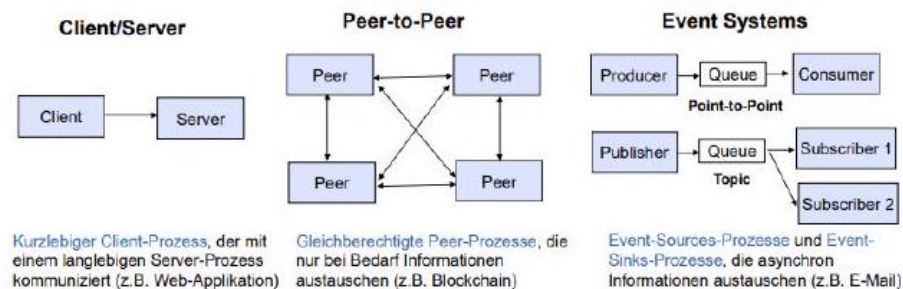 Client/Server
Client
Server
Kurzlebiger Client-Prozess, der mit
einem langlebigen Server-Prozess
kommuniziert (z.B. Web-Applikation)
Peer-to-Peer
Peer
Peer
Peer
Peer
Gleichberechtigte Peer-Prozesse, die
nur bei Bedarf Informationen
austauschen (z.B. Blockchain)
Event Systems
Producer
Queue
Consumer
Point-to-Point
Publisher
Queue
Subscriber 1
Topic
Subscriber 2
Event-Sources-Prozesse und Event-
Sinks-Prozesse, die asynchron
Informationen austauschen (z.B. E-Mail)